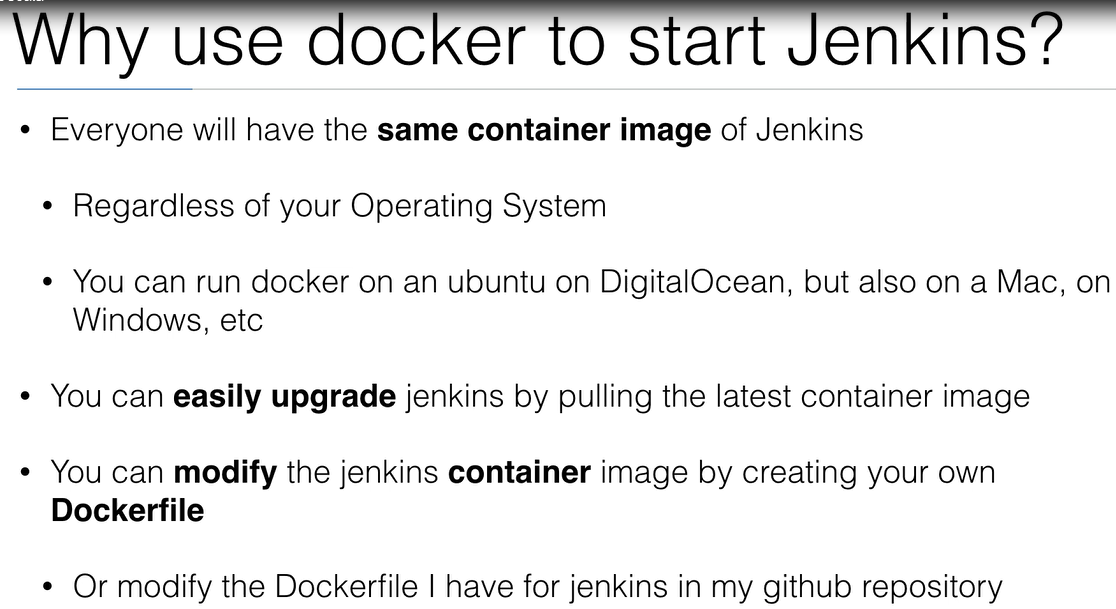 Why use docker to start Jenkins?
• Everyone will have the same container image of Jenkins
• Regardless of your Operating System
• You can run docker on an ubuntu on DigitalOcean, but also on a Mac, on
Windows, etc
• You can easily upgrade jenkins by pulling the latest container image
• You can modify the jenkins container image by creating your own
Dockerfile
• Or modify the Dockerfile I have for jenkins in my github repository